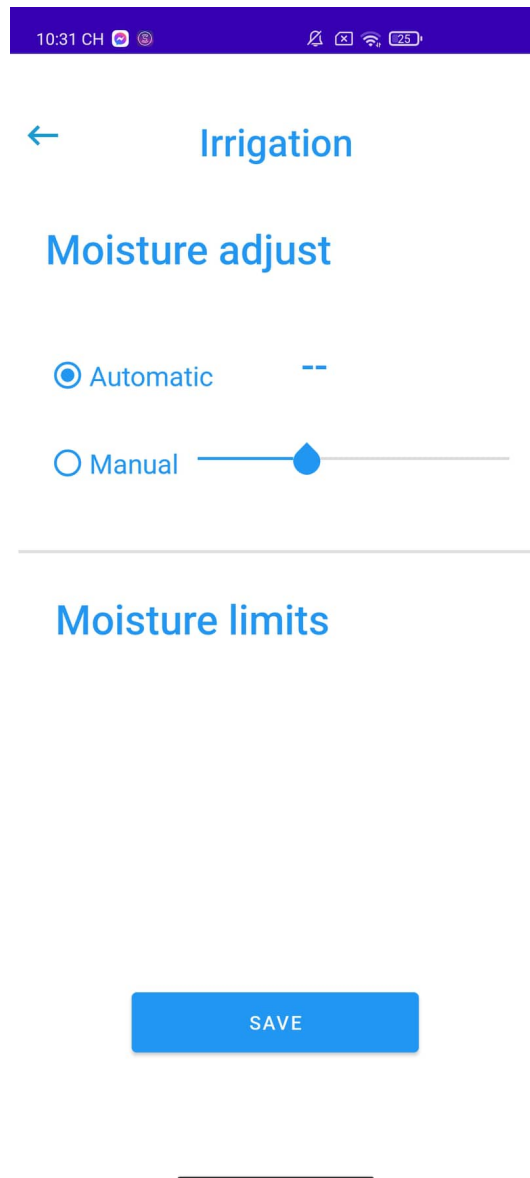 10:31 CH 25
Irrigation
Moisture adjust
Automatic --
Manual
Moisture limits
SAVE